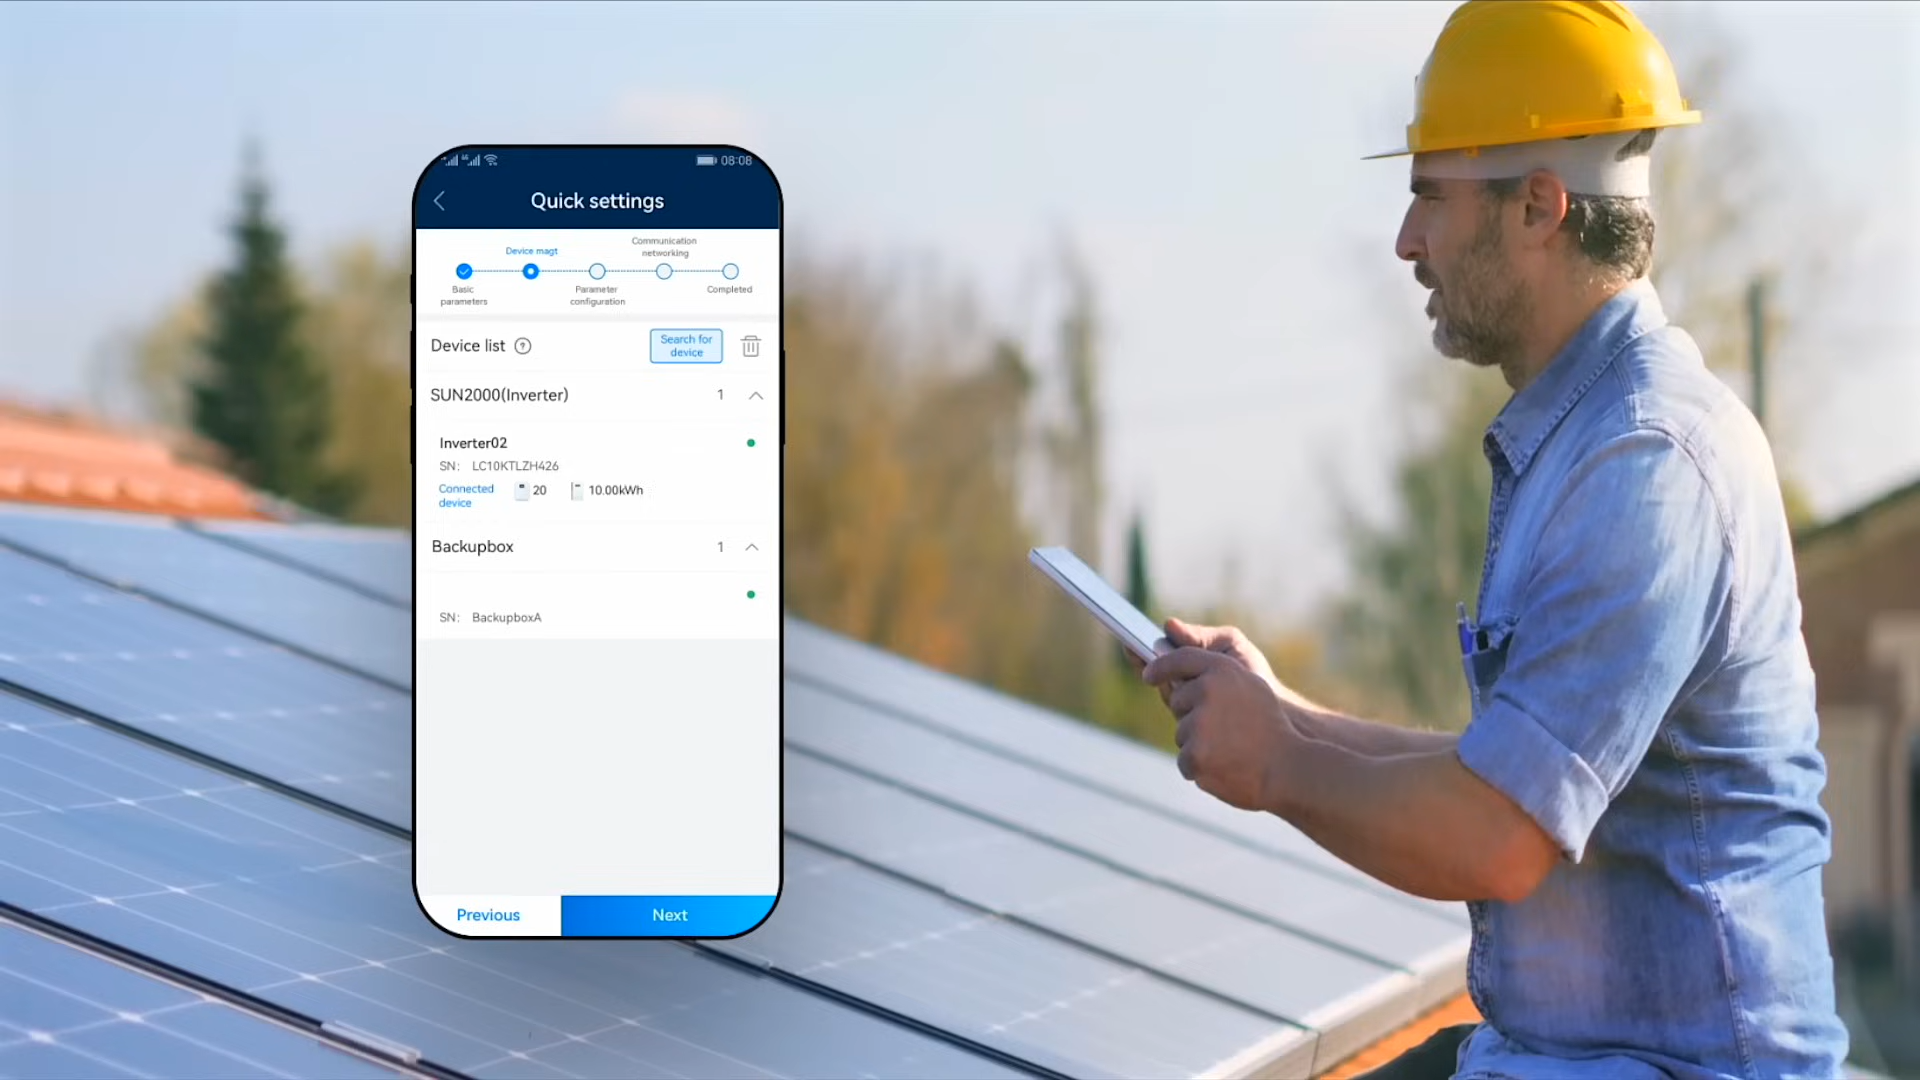 08:08
Quick settings
Device magt
Communication
networking
Basic
parameters
Parameter
configuration
Completed
Device list ?
Search for
device
SUN2000(Inverter) 1
Inverter02
SN: LC10KTLZH426
Connected
device
20
10.00kWh
Backupbox 1
SN: BackupboxA
Previous
Next